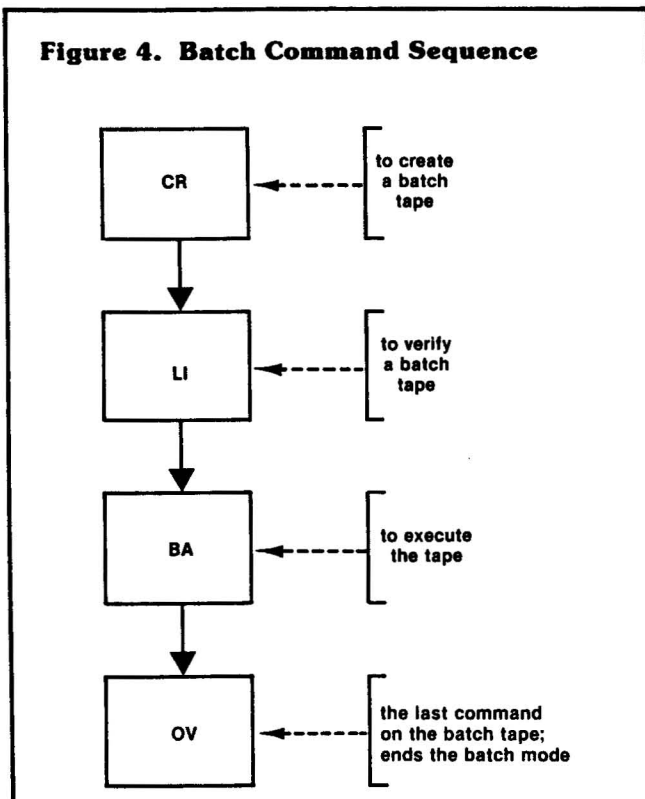 Figure 4. Batch Command Sequence
CR
to create
a batch
tape
LI
to verify
a batch
tape
BA
to execute
the tape
OV
the last command
on the batch tape;
ends the batch mode